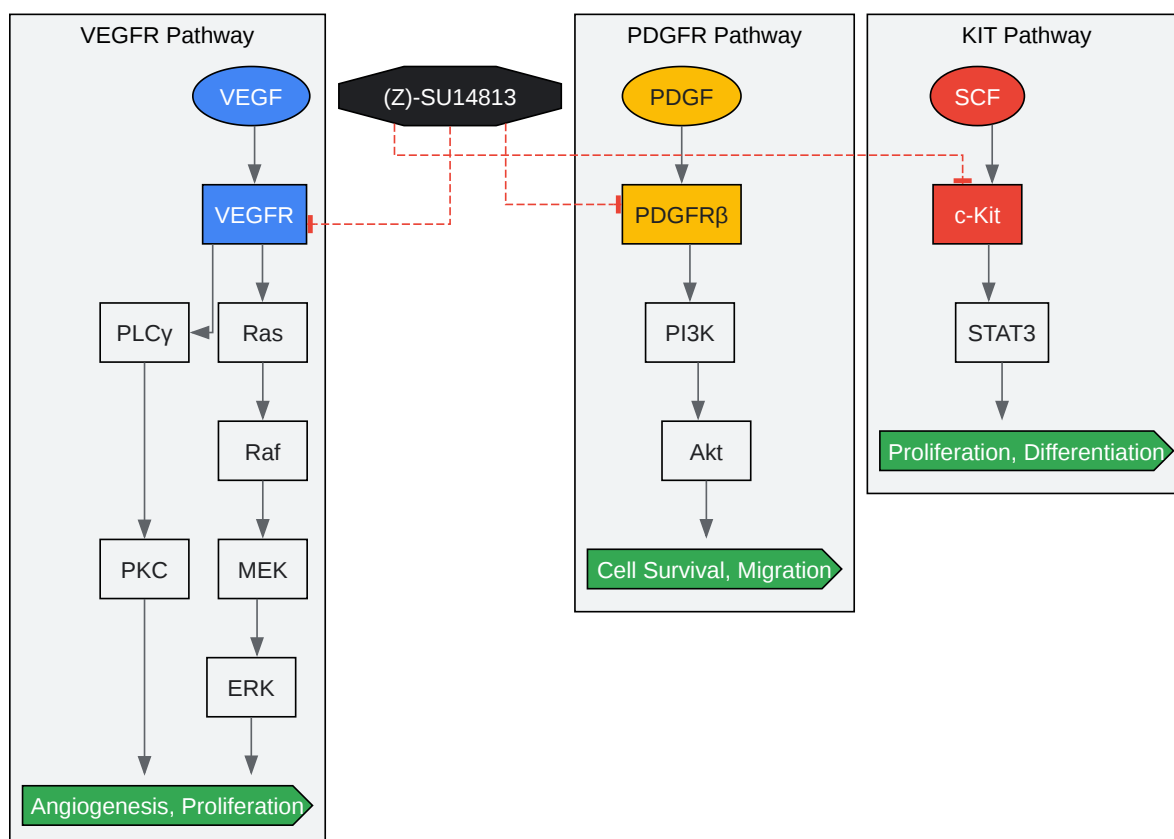 VEGFR Pathway
VEGF
VEGFR
PLCγ
Ras
Raf
PKC
MEK
ERK
Angiogenesis, Proliferation
(Z)-SU14813
PDGFR Pathway
PDGF
PDGFRβ
PI3K
Akt
Cell Survival, Migration
KIT Pathway
SCF
c-Kit
STAT3
Proliferation, Differentiation